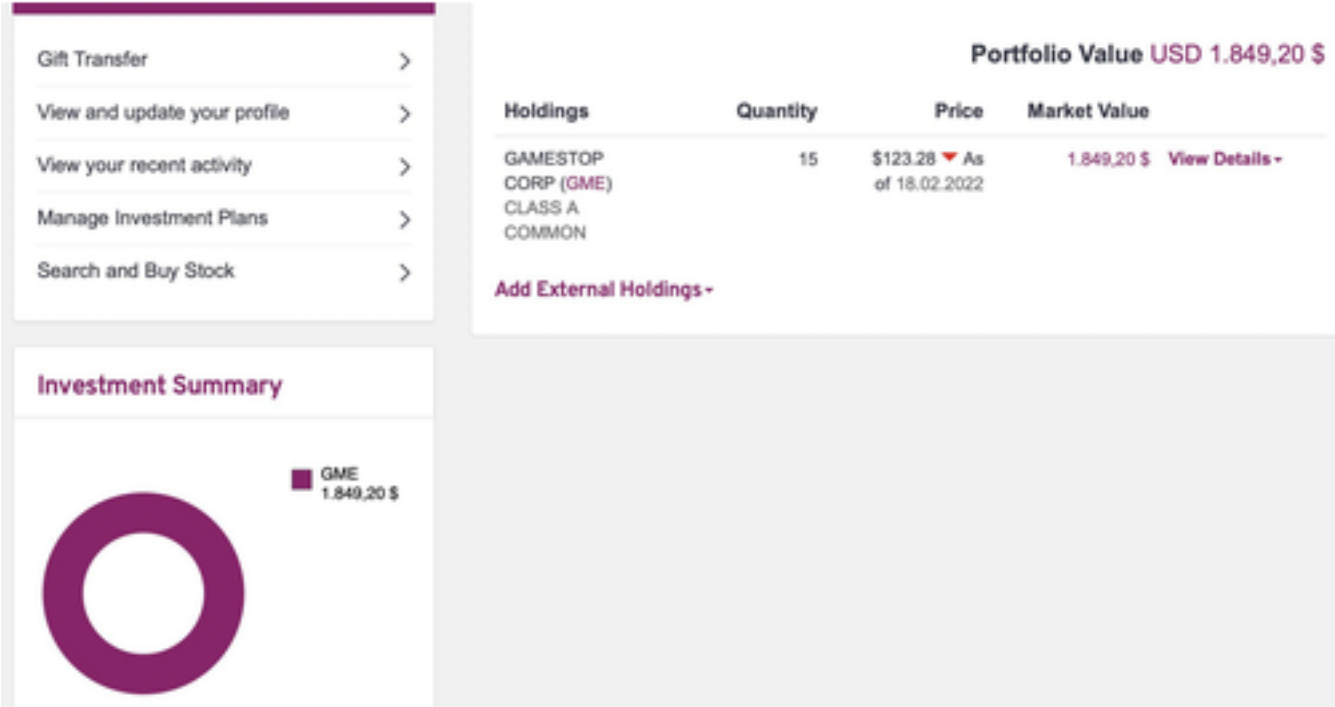 Gift Transfer
View and update your profile
View your recent activity
Manage Investment Plans
Search and Buy Stock
Portfolio Value USD 1.849,20 $
Holdings Quantity Price Market Value
GAMESTOP 15 $123.28 As 1.849,20 $ View Details
CORP (GME) of 18.02.2022
CLASS A
COMMON
Add External Holdings
Investment Summary
GME
1.849,20 $